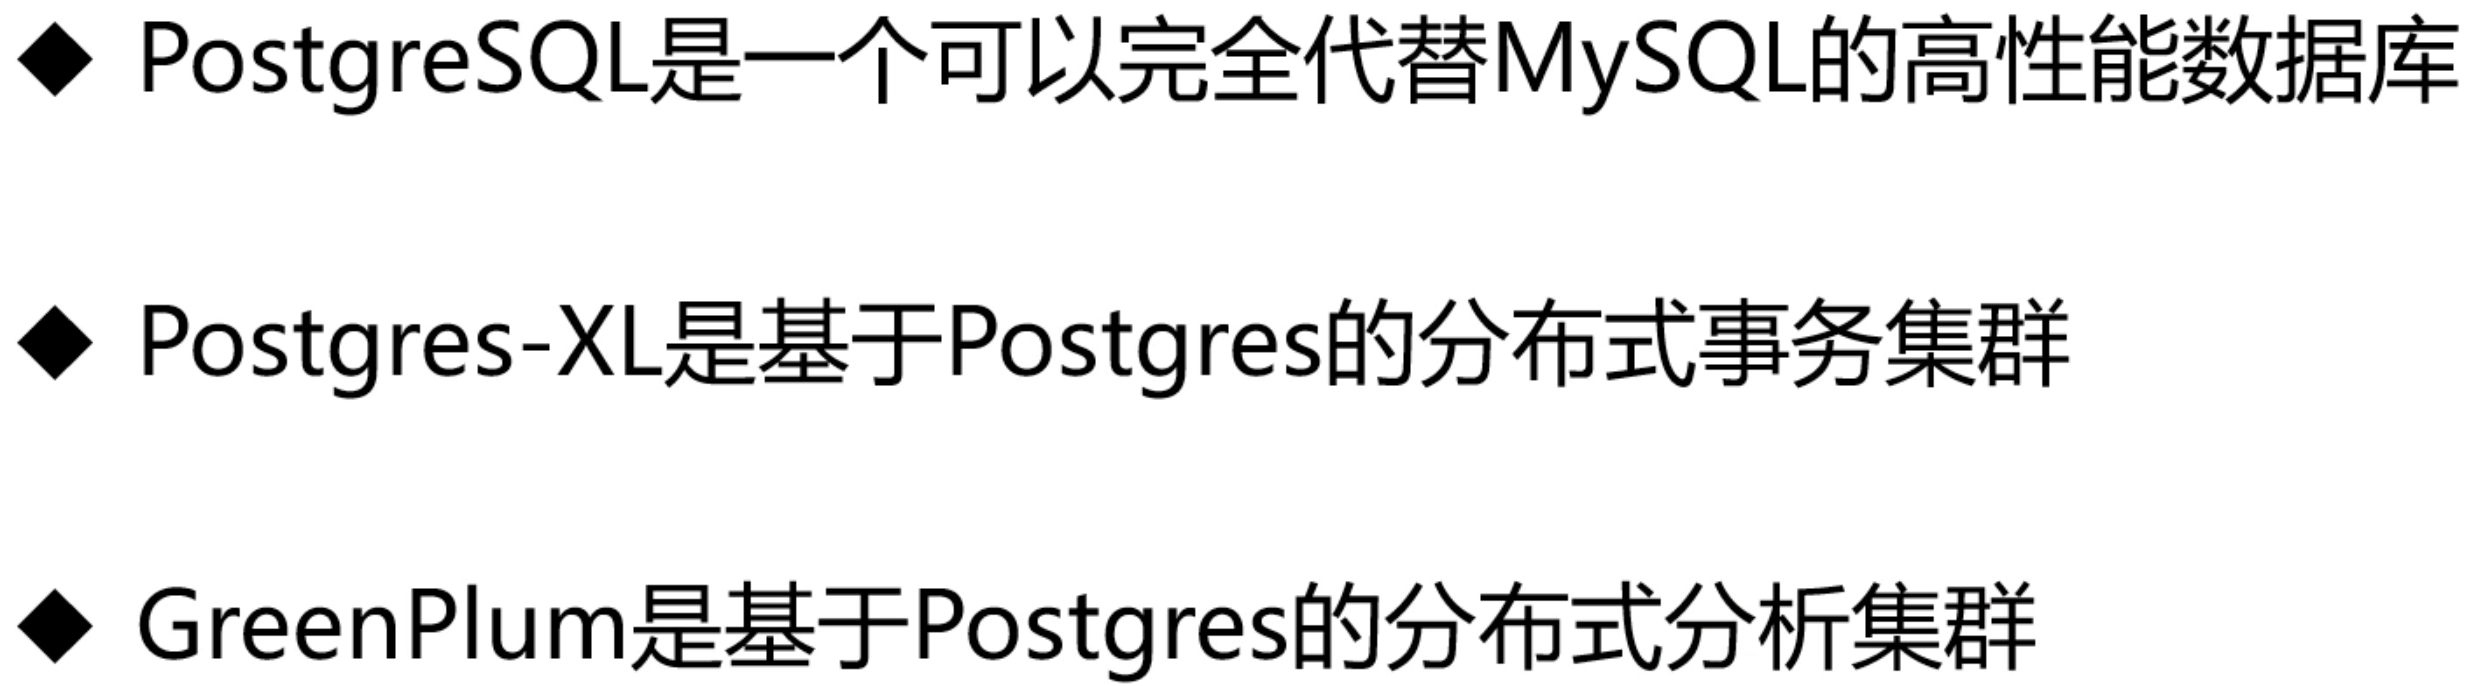 ◆ PostgreSQL是一个可以完全代替MySQL的高性能数据库
◆ Postgres-XL是基于Postgres的分布式事务集群
◆ GreenPlum是基于Postgres的分布式分析集群